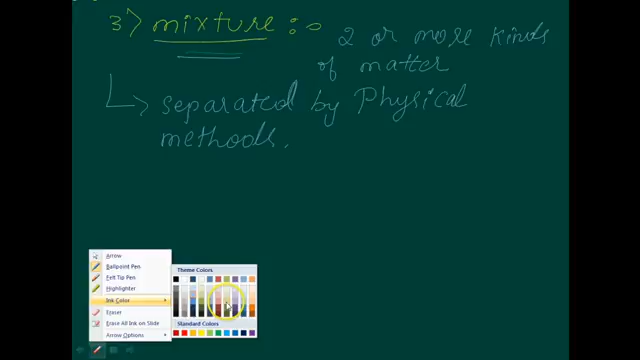 3) mixture :-
2 or more kinds
of matter
separated by Physical
methods.
Arrow
Ballpoint Pen
Felt Tip Pen
Highlighter
Ink Color
Eraser
Erase All Ink on Slide
Arrow Options
Theme Colors
Standard Colors